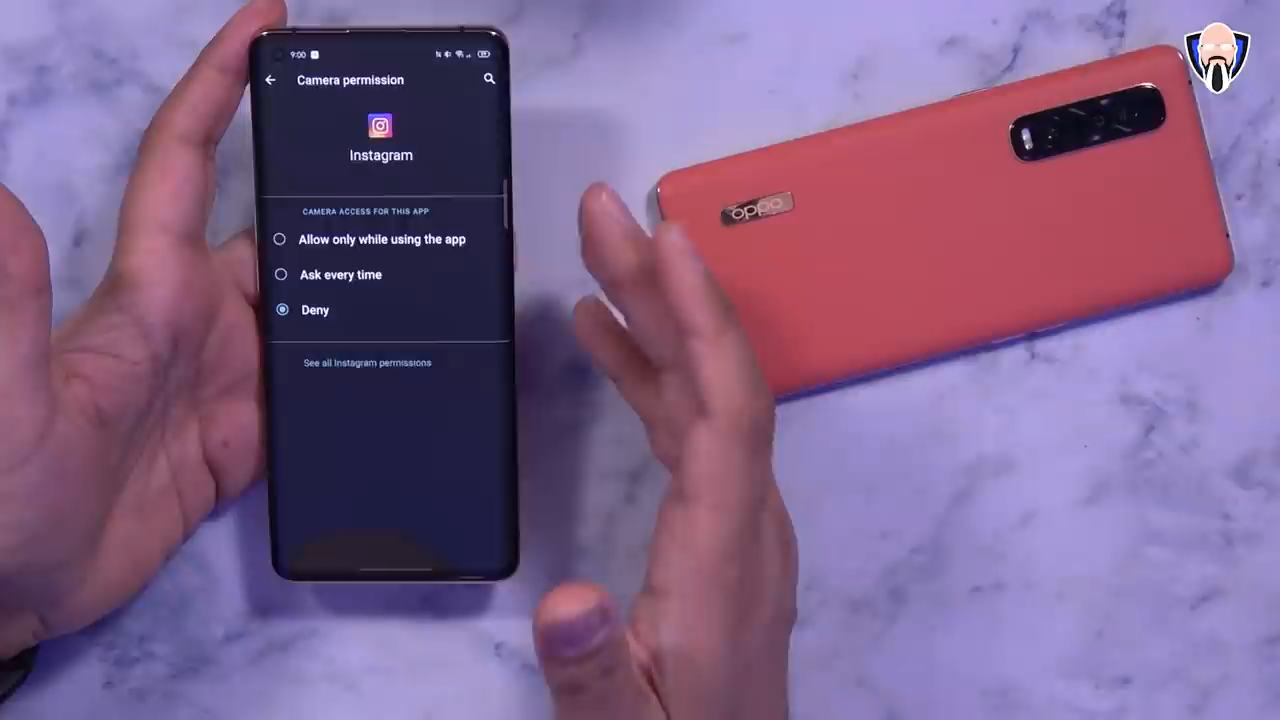 9:00
Camera permission
Instagram
CAMERA ACCESS FOR THIS APP
Allow only while using the app
Ask every time
Deny
See all Instagram permissions
oppo